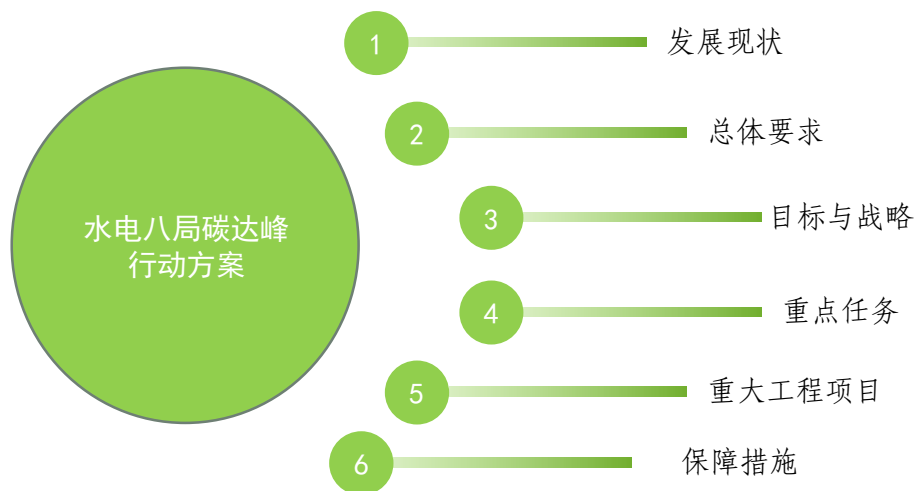 水电八局碳达峰
行动方案
1 发展现状
2 总体要求
3 目标与战略
4 重点任务
5 重大工程项目
6 保障措施